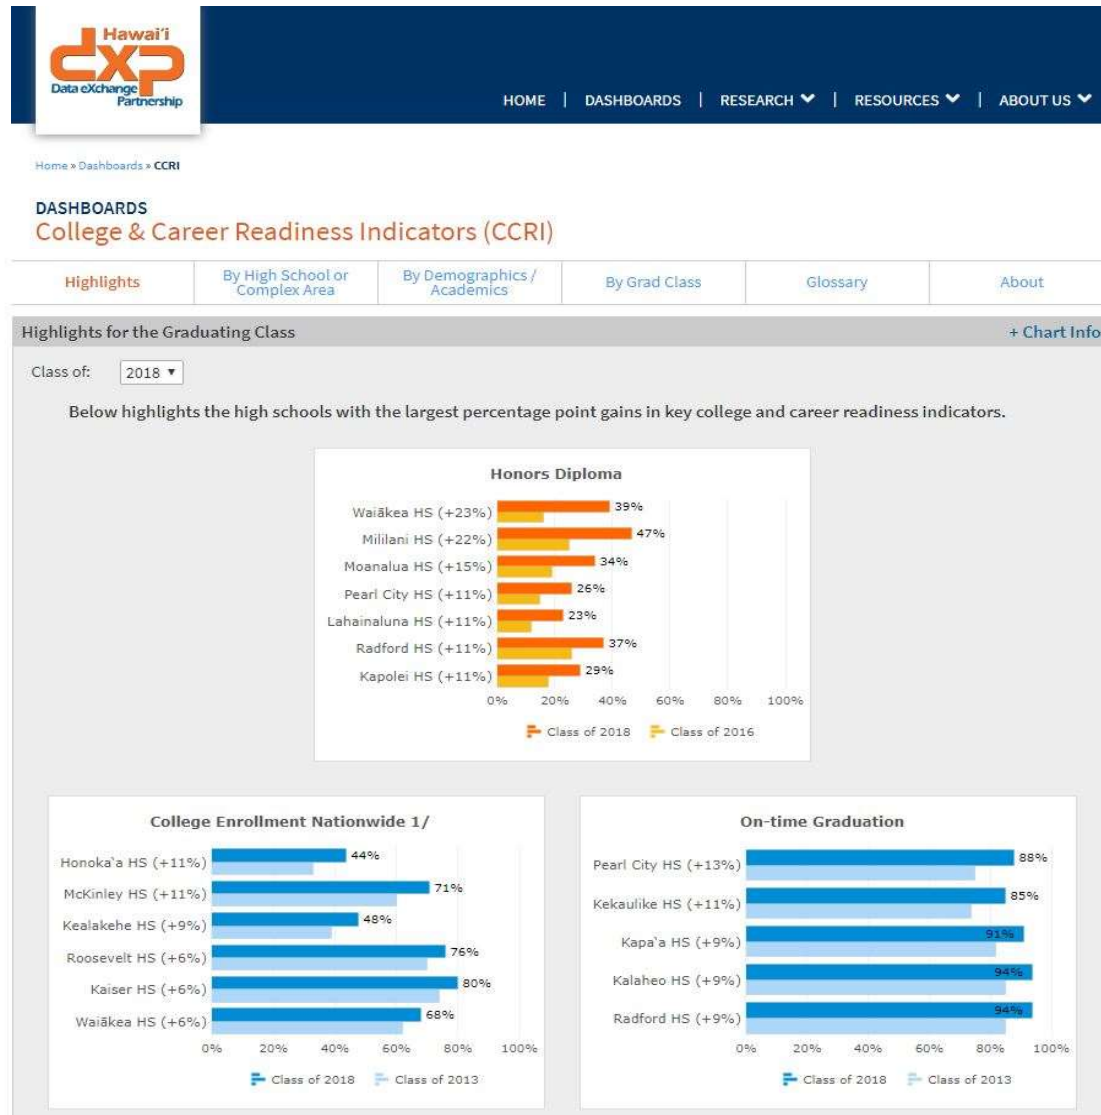 Hawai'i
dxp
Data eXchange
Partnership
HOME | DASHBOARDS | RESEARCH | RESOURCES | ABOUT US
Home » Dashboards » CCRI
DASHBOARDS
College & Career Readiness Indicators (CCRI)
Highlights
By High School or
Complex Area
By Demographics /
Academics
By Grad Class
Glossary
About
Highlights for the Graduating Class
+ Chart Info
Class of: 2018
Below highlights the high schools with the largest percentage point gains in key college and career readiness indicators.
Honors Diploma
Waiākea HS (+23%) 39%
Mililani HS (+22%) 47%
Moanalua HS (+15%) 34%
Pearl City HS (+11%) 26%
Lahainaluna HS (+11%) 23%
Radford HS (+11%) 37%
Kapolei HS (+11%) 29%
0% 20% 40% 60% 80% 100%
Class of 2018 Class of 2016
College Enrollment Nationwide 1/
Honoka'a HS (+11%) 44%
McKinley HS (+11%) 71%
Kealakehe HS (+9%) 48%
Roosevelt HS (+6%) 76%
Kaiser HS (+6%) 80%
Waiākea HS (+6%) 68%
0% 20% 40% 60% 80% 100%
Class of 2018 Class of 2013
On-time Graduation
Pearl City HS (+13%) 88%
Kekaulike HS (+11%) 85%
Kapa'a HS (+9%) 91%
Kalaheo HS (+9%) 94%
Radford HS (+9%) 94%
0% 20% 40% 60% 80% 100%
Class of 2018 Class of 2013